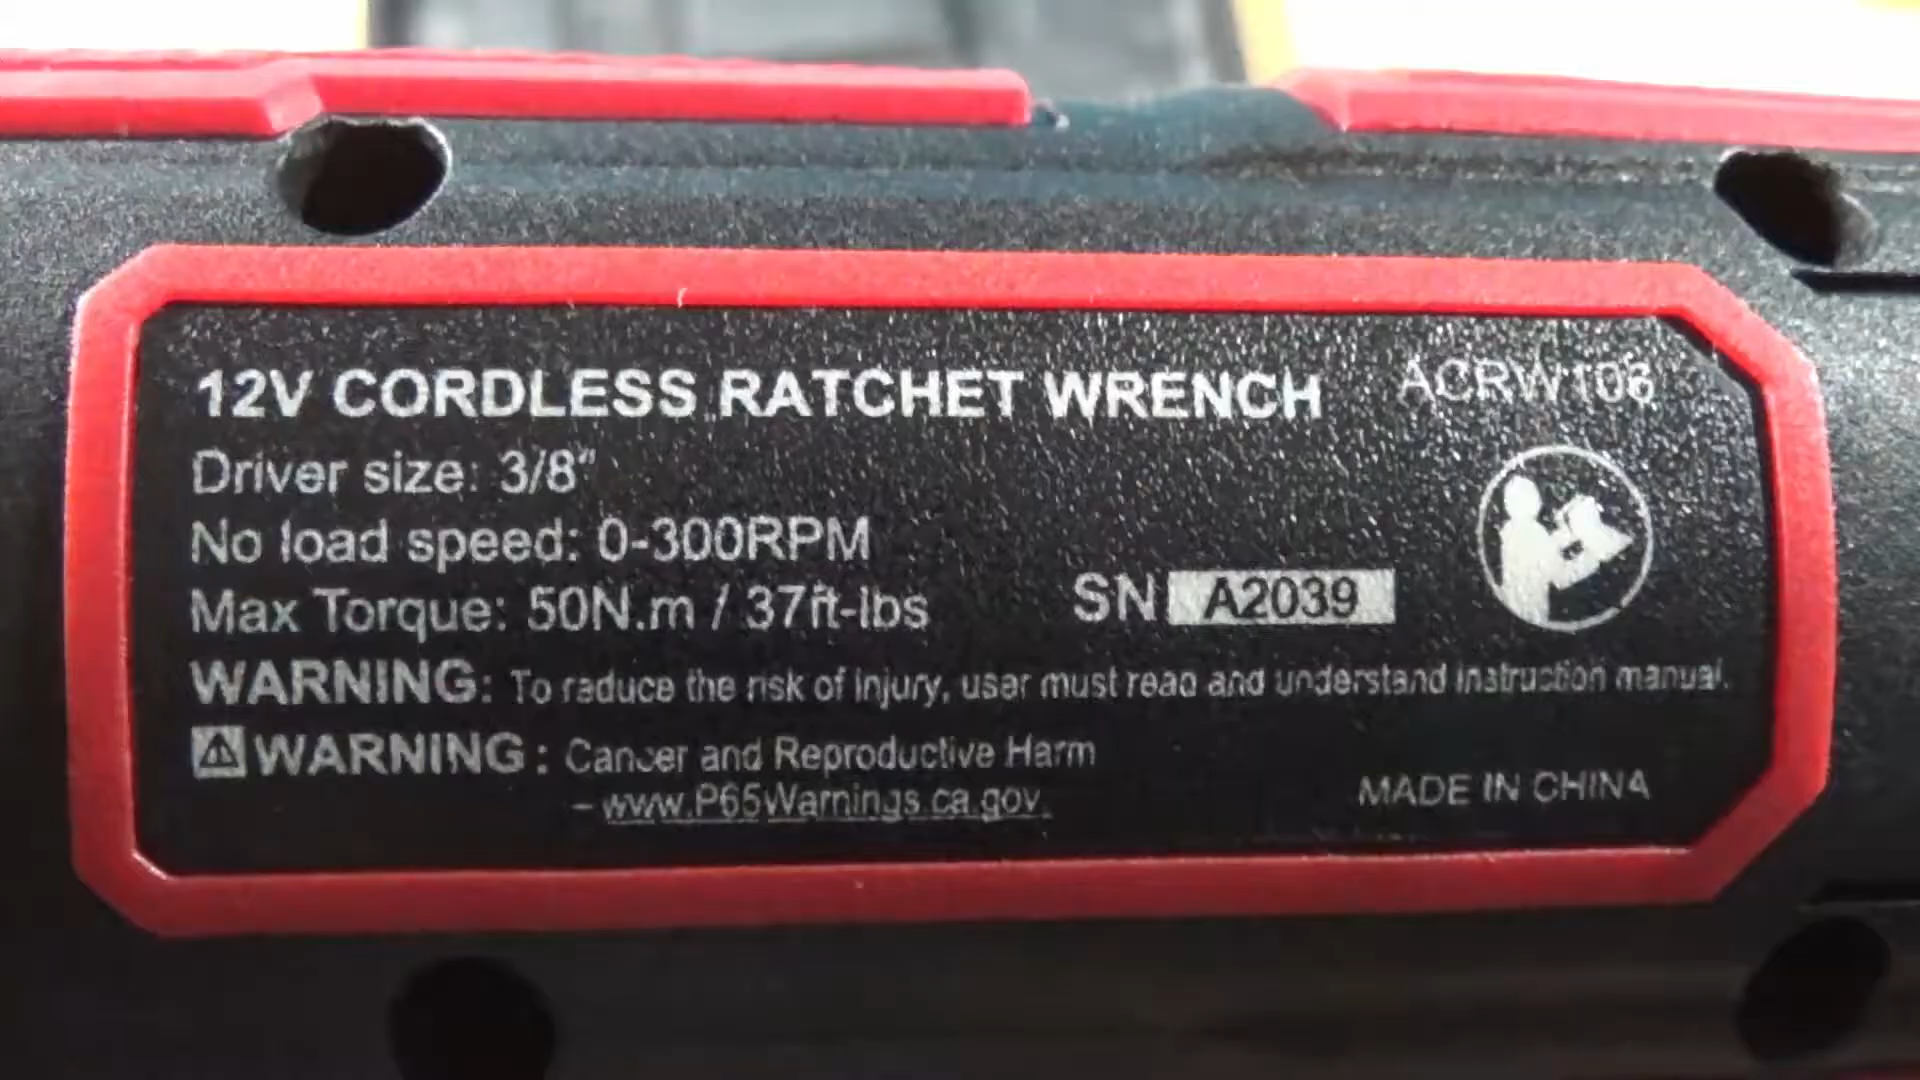 12V CORDLESS RATCHET WRENCH ACRW106
Driver size: 3/8"
No load speed: 0-300RPM
Max Torque: 50N.m / 37ft-lbs SN A2039
WARNING: To reduce the risk of injury, user must read and understand instruction manual.
⚠WARNING: Cancer and Reproductive Harm
– www.P65Warnings.ca.gov.
MADE IN CHINA